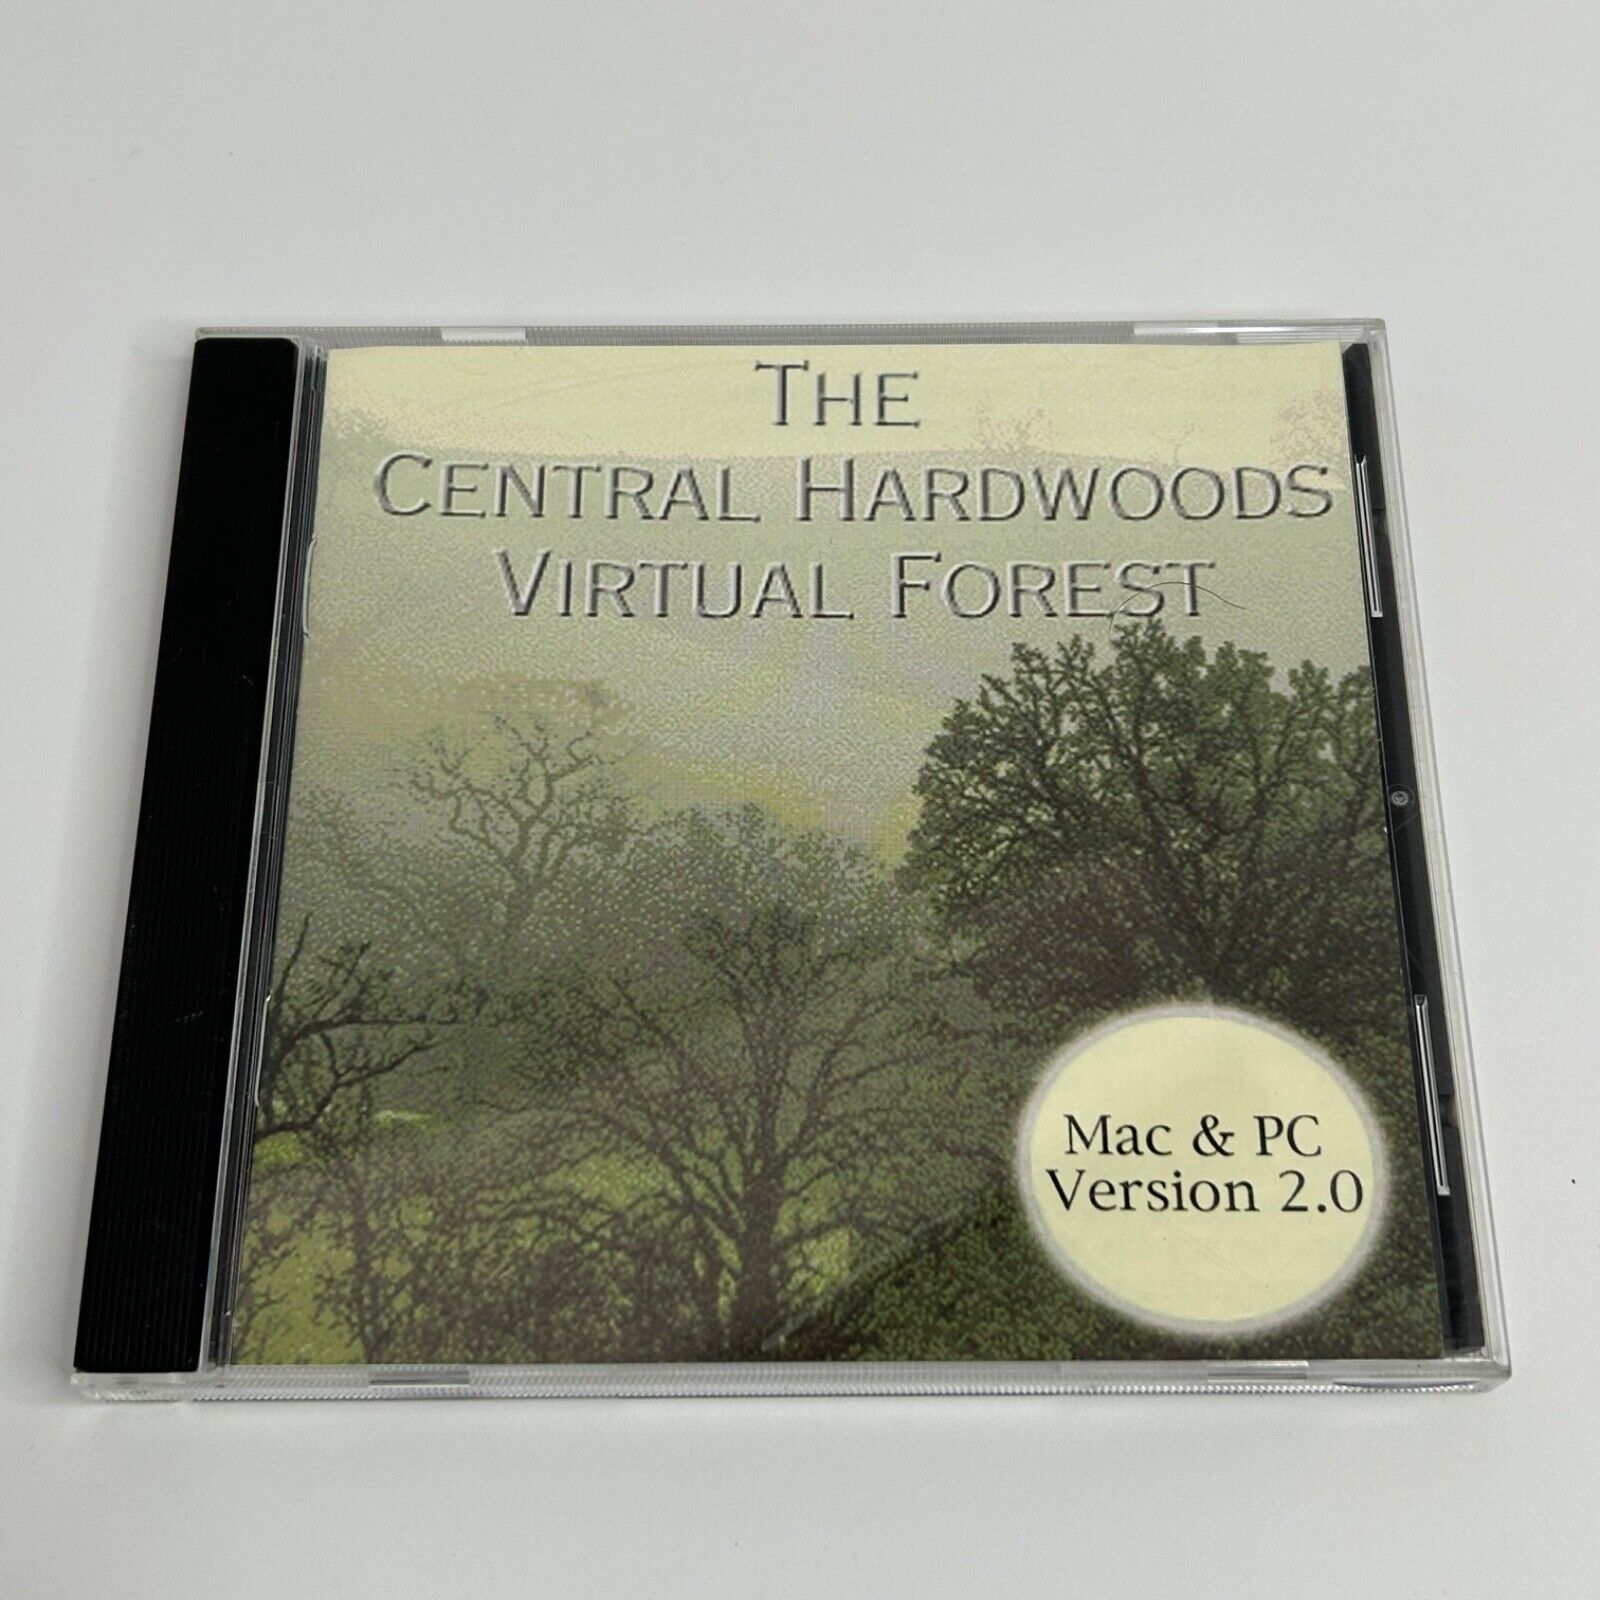 THE
CENTRAL HARDWOODS
VIRTUAL FOREST
Mac & PC
Version 2.0